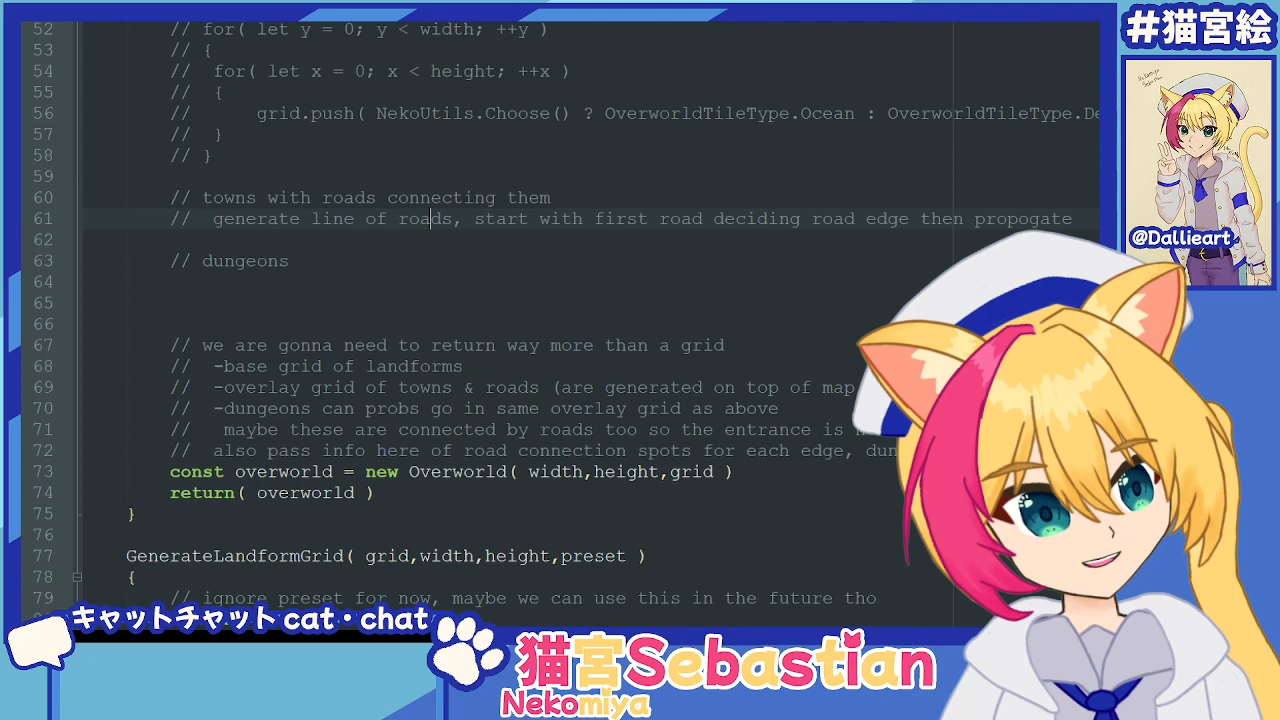 52 // for( let y = 0; y < width; ++y )
53 // {
54 //  for( let x = 0; x < height; ++x )
55 //  {
56 //      grid.push( NekoUtils.Choose() ? OverworldTileType.Ocean : OverworldTileType.De
57 //  }
58 // }
59
60 // towns with roads connecting them
61 //  generate line of roads, start with first road deciding road edge then propogate
62
63 // dungeons
64
65
66
67 // we are gonna need to return way more than a grid
68 //  -base grid of landforms
69 //  -overlay grid of towns & roads (are generated on top of map
70 //  -dungeons can probs go in same overlay grid as above
71 //   maybe these are connected by roads too so the entrance is
72 //  also pass info here of road connection spots for each edge, dun
73 const overworld = new Overworld( width,height,grid )
74 return( overworld )
75 }
76
77 GenerateLandformGrid( grid,width,height,preset )
78 {
79 // ignore preset for now, maybe we can use this in the future tho
#猫宮絵
Nekomiya
Sebastian
@Dallieart
キャットチャット cat・chat
猫宮Sebastian
Nekomiya